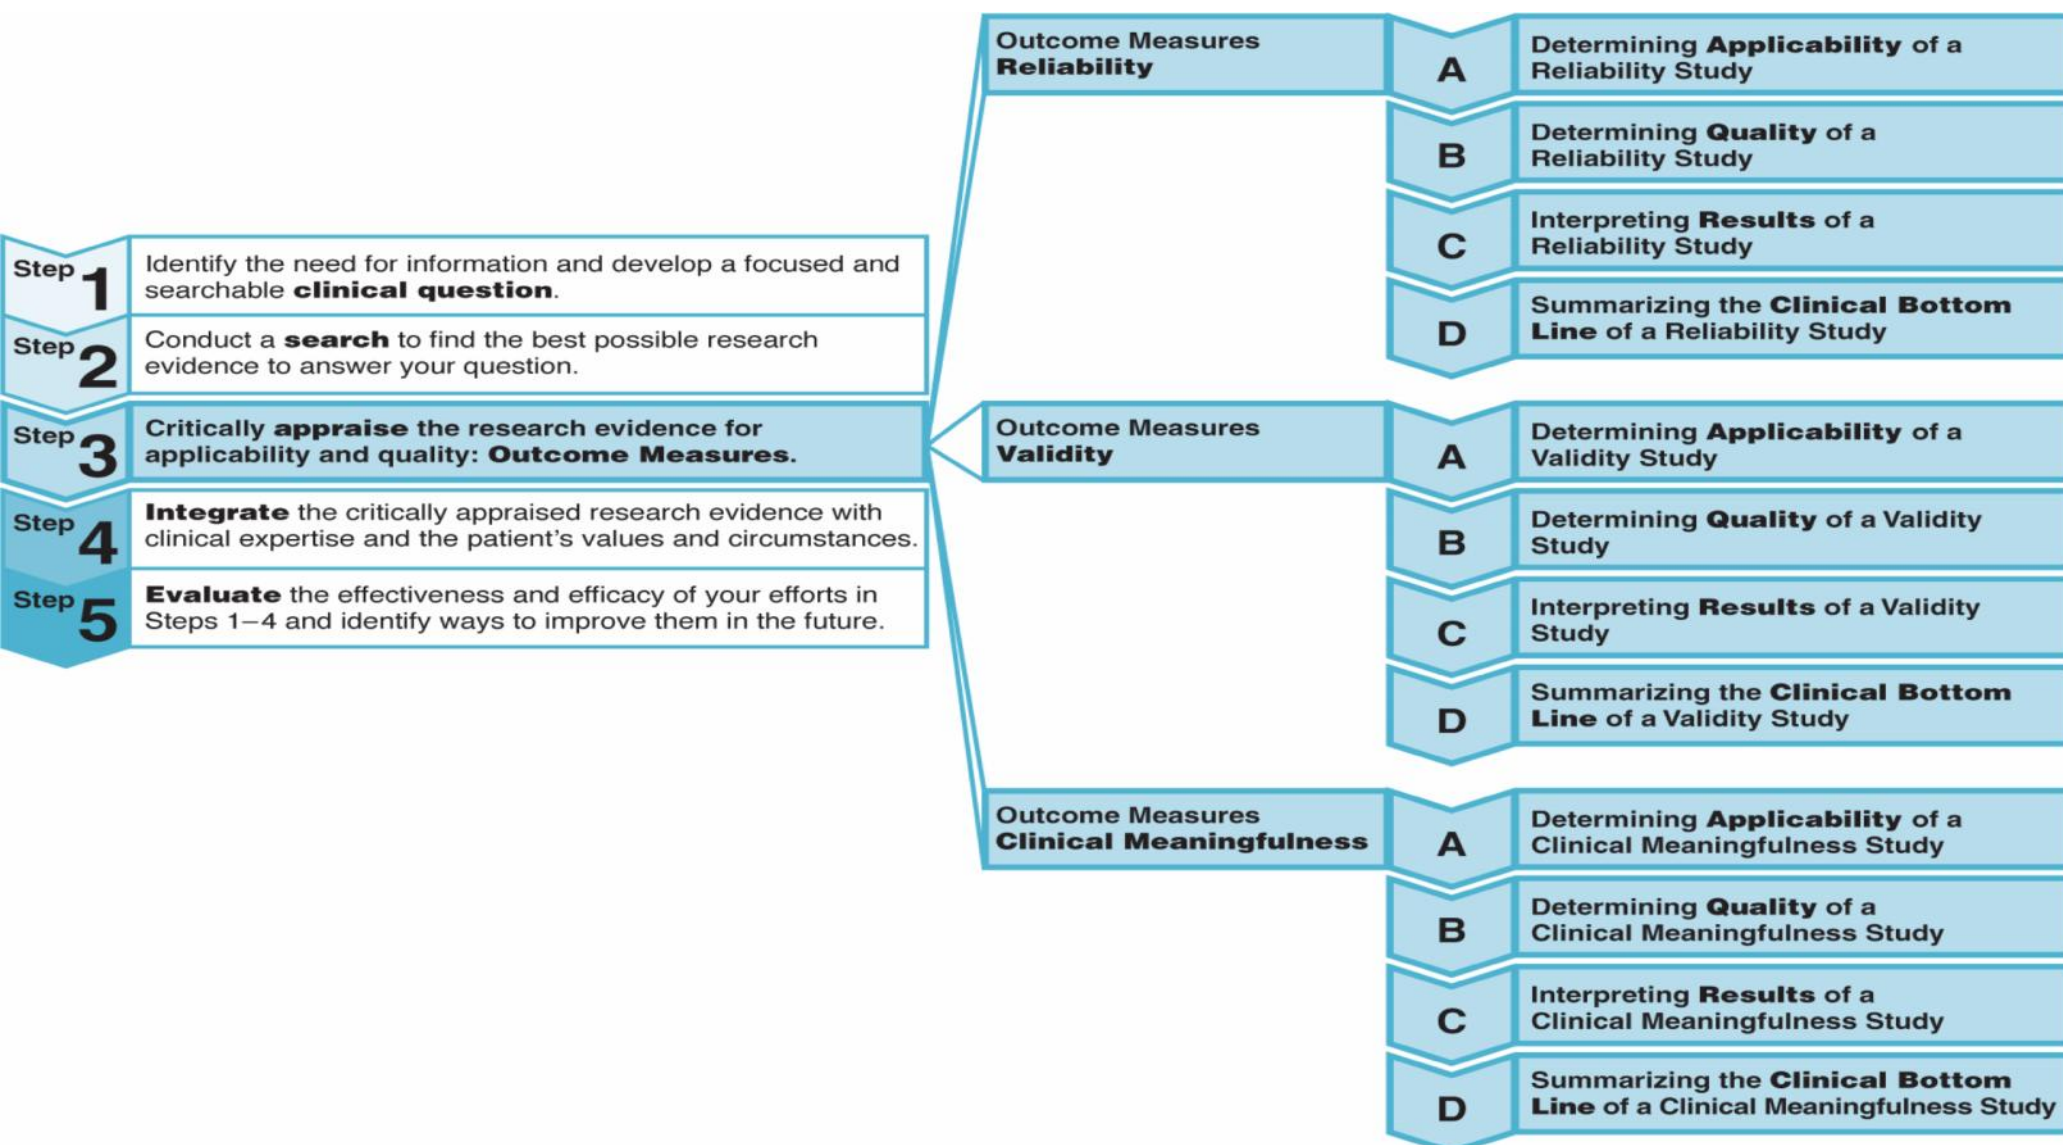 Step 1
Identify the need for information and develop a focused and
searchable clinical question.
Step 2
Conduct a search to find the best possible research
evidence to answer your question.
Step 3
Critically appraise the research evidence for
applicability and quality: Outcome Measures.
Step 4
Integrate the critically appraised research evidence with
clinical expertise and the patient's values and circumstances.
Step 5
Evaluate the effectiveness and efficacy of your efforts in
Steps 1–4 and identify ways to improve them in the future.
Outcome Measures
Reliability
A
Determining Applicability of a
Reliability Study
B
Determining Quality of a
Reliability Study
C
Interpreting Results of a
Reliability Study
D
Summarizing the Clinical Bottom
Line of a Reliability Study
Outcome Measures
Validity
A
Determining Applicability of a
Validity Study
B
Determining Quality of a Validity
Study
C
Interpreting Results of a Validity
Study
D
Summarizing the Clinical Bottom
Line of a Validity Study
Outcome Measures
Clinical Meaningfulness
A
Determining Applicability of a
Clinical Meaningfulness Study
B
Determining Quality of a
Clinical Meaningfulness Study
C
Interpreting Results of a
Clinical Meaningfulness Study
D
Summarizing the Clinical Bottom
Line of a Clinical Meaningfulness Study